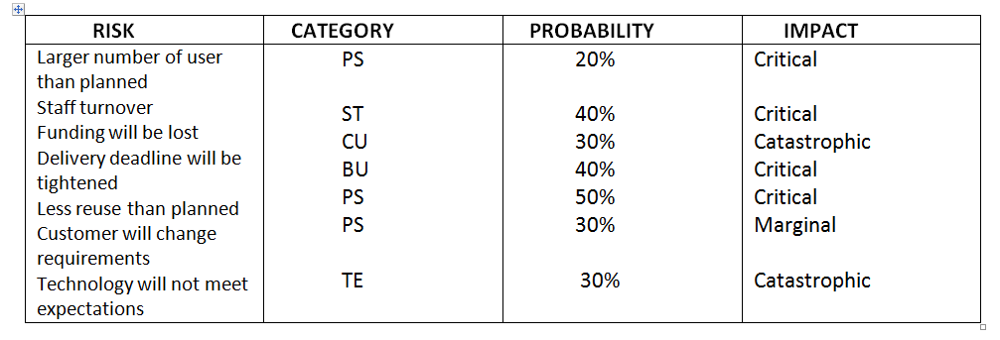 RISK CATEGORY PROBABILITY IMPACT
Larger number of user PS 20% Critical
than planned
Staff turnover ST 40% Critical
Funding will be lost CU 30% Catastrophic
Delivery deadline will be BU 40% Critical
tightened
Less reuse than planned PS 50% Critical
Customer will change PS 30% Marginal
requirements
Technology will not meet TE 30% Catastrophic
expectations